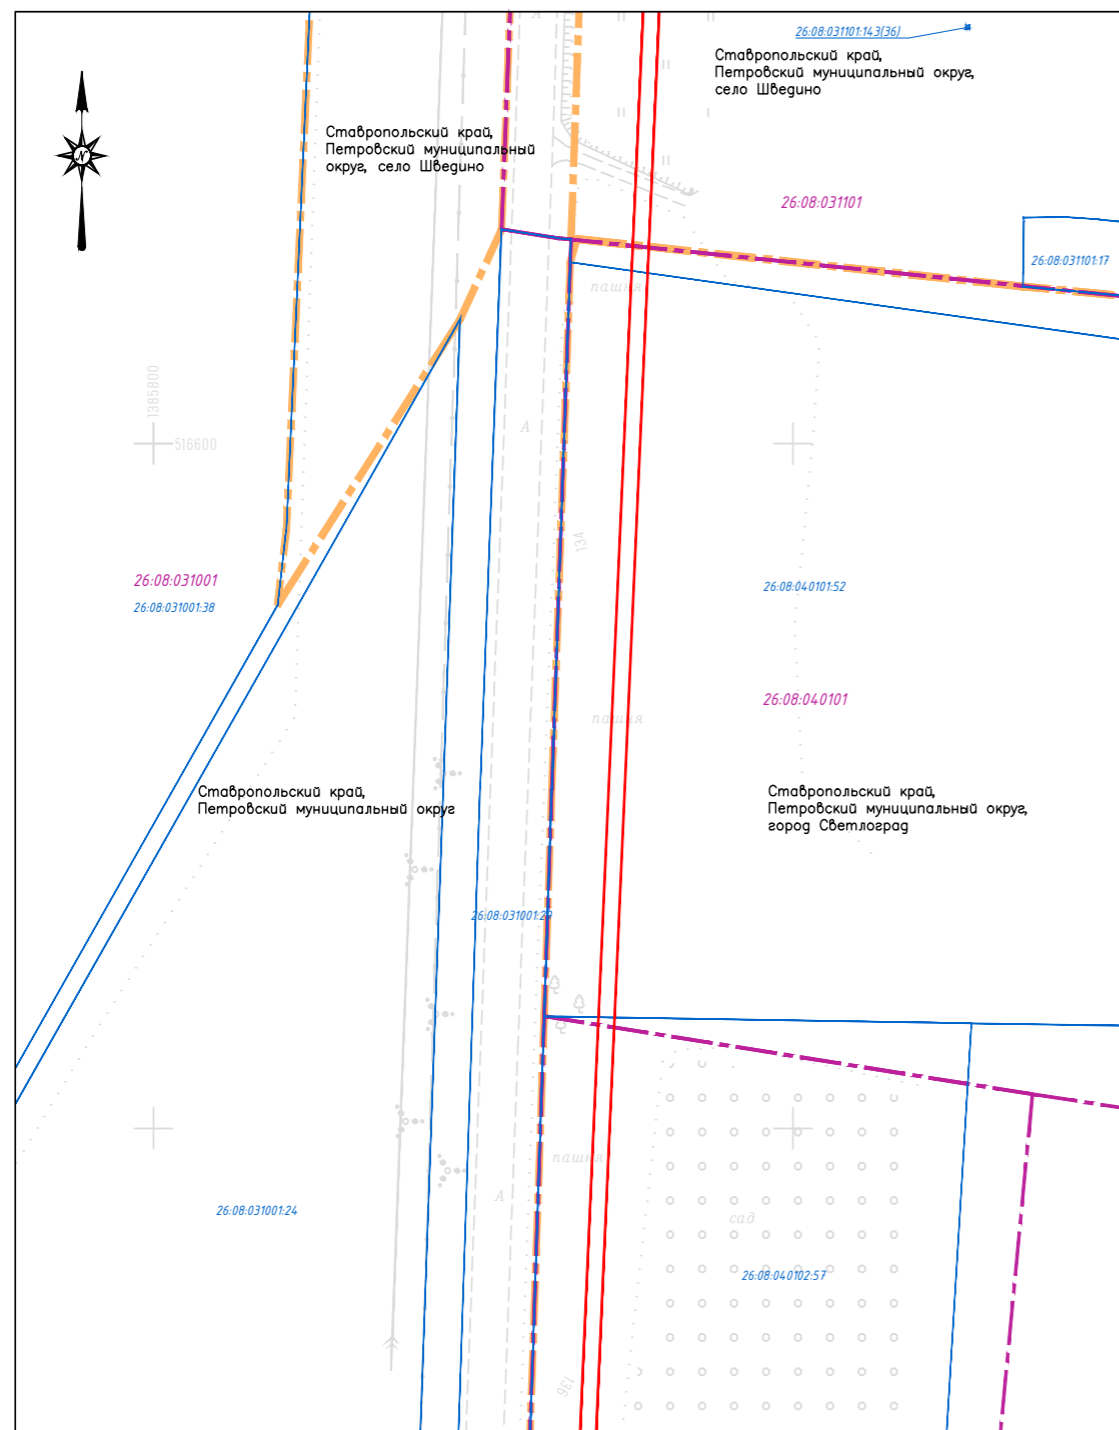 26:08:031101:143(36)
Ставропольский край,
Петровский муниципальный округ,
село Шведино
Ставропольский край,
Петровский муниципальный
округ, село Шведино
26:08:031101
26:08:031101:17
пашня
1385800
516600
А
134
26:08:031001
26:08:031001:38
26:08:040101:52
26:08:040101
пашня
Ставропольский край,
Петровский муниципальный округ
Ставропольский край,
Петровский муниципальный округ,
город Светлоград
26:08:031001:29
пашня
А
26:08:031001:24
сад
26:08:040102:57
136
N
А